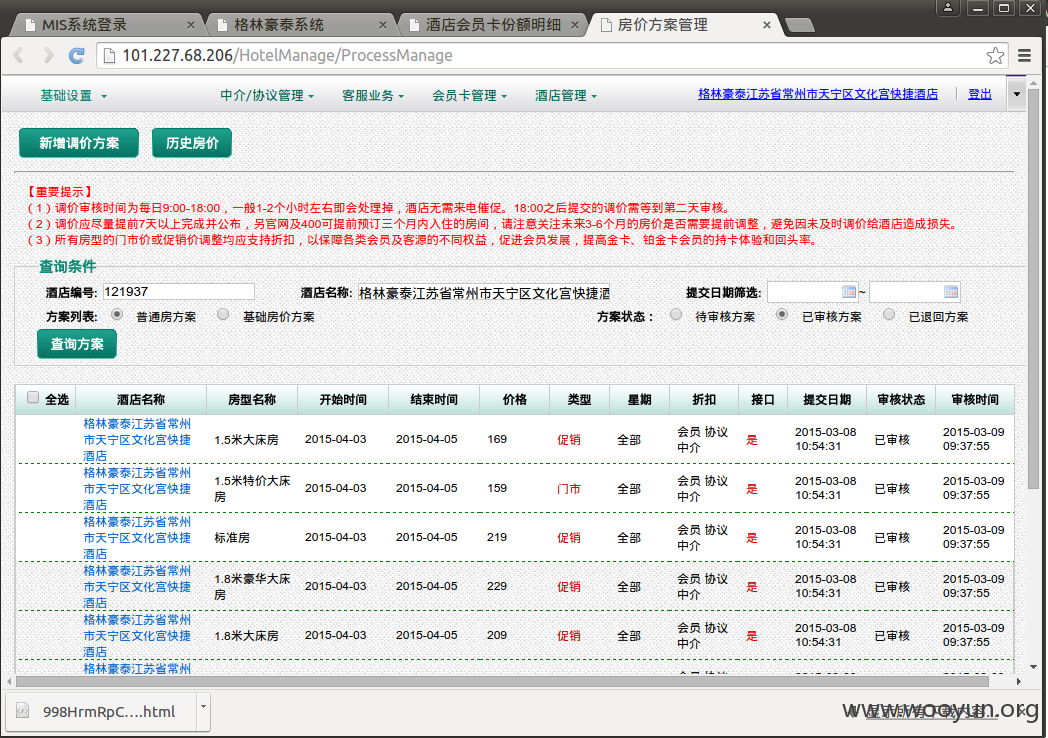 MIS系统登录
格林豪泰系统
酒店会员卡份额明细
房价方案管理
101.227.68.206/HotelManage/ProcessManage
基础设置
中介/协议管理
客服业务
会员卡管理
酒店管理
格林豪泰江苏省常州市天宁区文化宫快捷酒店
登出
新增调价方案
历史房价
【重要提示】
（1）调价审核时间为每日9:00-18:00，一般1-2个小时左右即会处理掉，酒店无需来电催促。18:00之后提交的调价需等到第二天审核。
（2）调价应尽量提前7天以上完成并公布，另官网及400可提前预订三个月内入住的房间，请注意关注未来3-6个月的房价是否需要提前调整，避免因未及时调价给酒店造成损失。
（3）所有房型的门市价或促销价调整均应支持折扣，以保障各类会员及客源的不同权益，促进会员发展，提高金卡、铂金卡会员的持卡体验和回头率。
查询条件
酒店编号: 121937 酒店名称: 格林豪泰江苏省常州市天宁区文化宫快捷酒 提交日期筛选: ~
方案列表: 普通房方案 基础房价方案 方案状态： 待审核方案 已审核方案 已退回方案
查询方案
全选 酒店名称 房型名称 开始时间 结束时间 价格 类型 星期 折扣 接口 提交日期 审核状态 审核时间
格林豪泰江苏省常州
市天宁区文化宫快捷
酒店
1.5米大床房 2015-04-03 2015-04-05 169 促销 全部
会员 协议
中介
是
2015-03-08
10:54:31
已审核
2015-03-09
09:37:55
格林豪泰江苏省常州
市天宁区文化宫快捷
酒店
1.5米特价大床
房
2015-04-03 2015-04-05 159 门市 全部
会员 协议
中介
是
2015-03-08
10:54:31
已审核
2015-03-09
09:37:55
格林豪泰江苏省常州
市天宁区文化宫快捷
酒店
标准房 2015-04-03 2015-04-05 219 促销 全部
会员 协议
中介
是
2015-03-08
10:54:31
已审核
2015-03-09
09:37:55
格林豪泰江苏省常州
市天宁区文化宫快捷
酒店
1.8米豪华大床
房
2015-04-03 2015-04-05 229 促销 全部
会员 协议
中介
是
2015-03-08
10:54:31
已审核
2015-03-09
09:37:55
格林豪泰江苏省常州
市天宁区文化宫快捷
酒店
1.8米大床房 2015-04-03 2015-04-05 209 促销 全部
会员 协议
中介
是
2015-03-08
10:54:31
已审核
2015-03-09
09:37:55
格林豪泰江苏省常州
998HrmRpC....html
www.wooyun.org